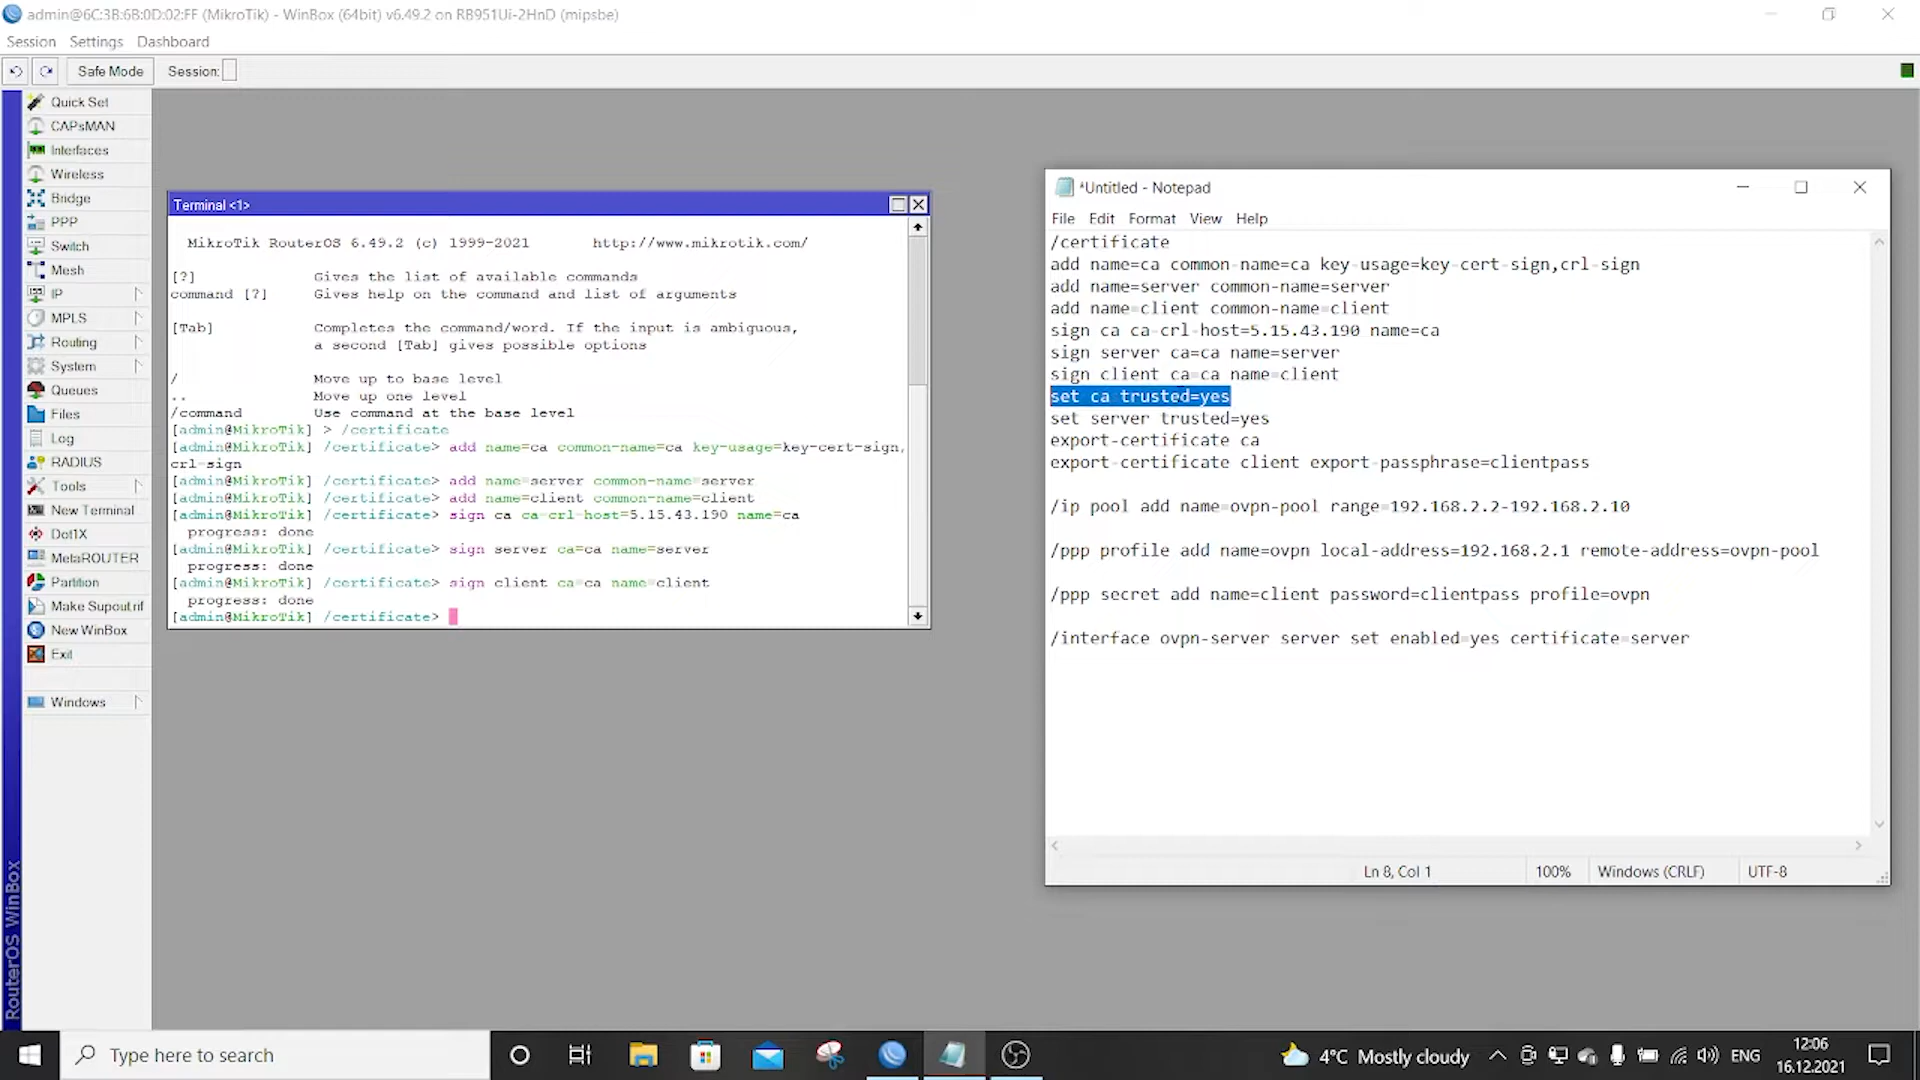 admin@6C:3B:6B:0D:02:FF (MikroTik) - WinBox (64bit) v6.49.2 on RB951Ui-2HnD (mipsbe)
Session Settings Dashboard
Safe Mode Session:
Quick Set
CAPsMAN
Interfaces
Wireless
Bridge
PPP
Switch
Mesh
IP
MPLS
Routing
System
Queues
Files
Log
RADIUS
Tools
New Terminal
Dot1X
MetaROUTER
Partition
Make Supout.rif
New WinBox
Exit
Windows
RouterOS WinBox
Terminal <1>
MikroTik RouterOS 6.49.2 (c) 1999-2021 http://www.mikrotik.com/
[?] Gives the list of available commands
command [?] Gives help on the command and list of arguments
[Tab] Completes the command/word. If the input is ambiguous,
a second [Tab] gives possible options
/ Move up to base level
.. Move up one level
/command Use command at the base level
[admin@MikroTik] > /certificate
[admin@MikroTik] /certificate> add name=ca common-name=ca key-usage=key-cert-sign,
crl-sign
[admin@MikroTik] /certificate> add name=server common-name=server
[admin@MikroTik] /certificate> add name=client common-name=client
[admin@MikroTik] /certificate> sign ca ca-crl-host=5.15.43.190 name=ca
progress: done
[admin@MikroTik] /certificate> sign server ca=ca name=server
progress: done
[admin@MikroTik] /certificate> sign client ca=ca name=client
progress: done
[admin@MikroTik] /certificate>
*Untitled - Notepad
File Edit Format View Help
/certificate
add name=ca common-name=ca key-usage=key-cert-sign,crl-sign
add name=server common-name=server
add name=client common-name=client
sign ca ca-crl-host=5.15.43.190 name=ca
sign server ca=ca name=server
sign client ca=ca name=client
set ca trusted=yes
set server trusted=yes
export-certificate ca
export-certificate client export-passphrase=clientpass
/ip pool add name=ovpn-pool range=192.168.2.2-192.168.2.10
/ppp profile add name=ovpn local-address=192.168.2.1 remote-address=ovpn-pool
/ppp secret add name=client password=clientpass profile=ovpn
/interface ovpn-server server set enabled=yes certificate=server
Ln 8, Col 1 100% Windows (CRLF) UTF-8
Type here to search
4°C Mostly cloudy
ENG
12:06
16.12.2021